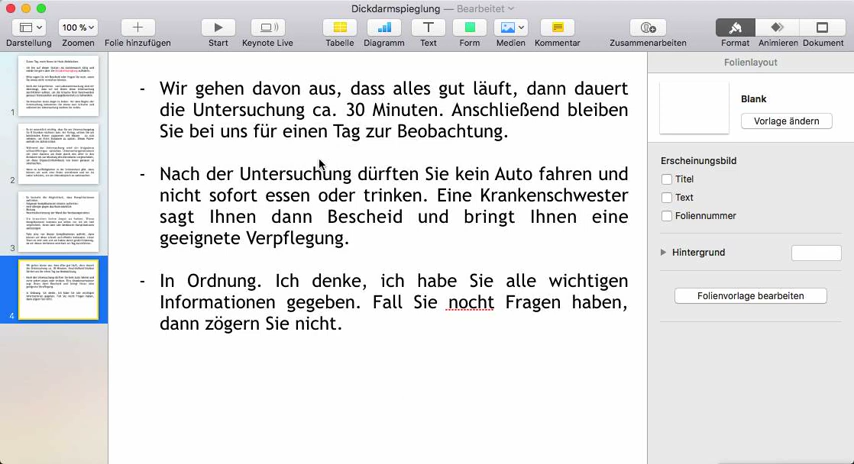 Dickdarmspieglung — Bearbeitet
100 %
Darstellung Zoomen Folie hinzufügen Start Keynote Live Tabelle Diagramm Text Form Medien Kommentar Zusammenarbeiten Format Animieren Dokument
Folienlayout
Blank
Vorlage ändern
Erscheinungsbild
Titel
Text
Foliennummer
Hintergrund
Folienvorlage bearbeiten
1
2
3
4
- Wir gehen davon aus, dass alles gut läuft, dann dauert
die Untersuchung ca. 30 Minuten. Anschließend bleiben
Sie bei uns für einen Tag zur Beobachtung.
- Nach der Untersuchung dürften Sie kein Auto fahren und
nicht sofort essen oder trinken. Eine Krankenschwester
sagt Ihnen dann Bescheid und bringt Ihnen eine
geeignete Verpflegung.
- In Ordnung. Ich denke, ich habe Sie alle wichtigen
Informationen gegeben. Fall Sie nocht Fragen haben,
dann zögern Sie nicht.